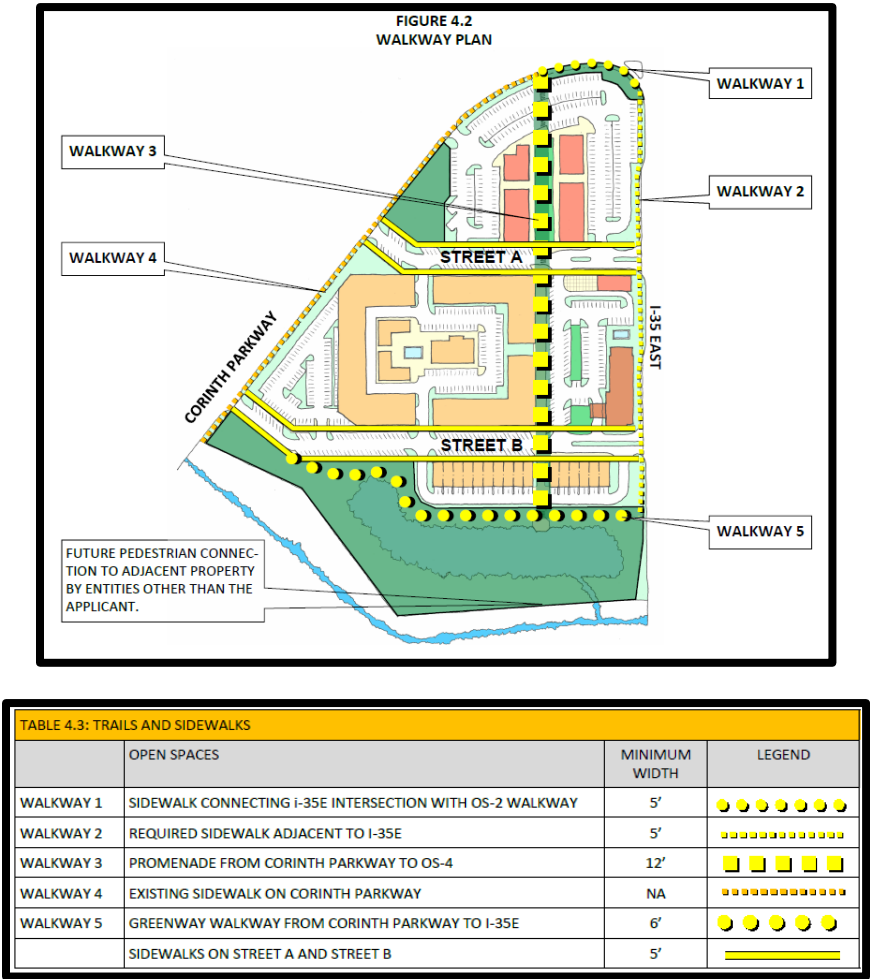 FIGURE 4.2
WALKWAY PLAN
WALKWAY 1
WALKWAY 3
WALKWAY 2
WALKWAY 4
STREET A
I-35 EAST
CORINTH PARKWAY
STREET B
WALKWAY 5
FUTURE PEDESTRIAN CONNEC-
TION TO ADJACENT PROPERTY
BY ENTITIES OTHER THAN THE
APPLICANT.
TABLE 4.3: TRAILS AND SIDEWALKS
OPEN SPACES MINIMUM WIDTH LEGEND
WALKWAY 1 SIDEWALK CONNECTING i-35E INTERSECTION WITH OS-2 WALKWAY 5’
WALKWAY 2 REQUIRED SIDEWALK ADJACENT TO I-35E 5’
WALKWAY 3 PROMENADE FROM CORINTH PARKWAY TO OS-4 12’
WALKWAY 4 EXISTING SIDEWALK ON CORINTH PARKWAY NA
WALKWAY 5 GREENWAY WALKWAY FROM CORINTH PARKWAY TO I-35E 6’
SIDEWALKS ON STREET A AND STREET B 5’